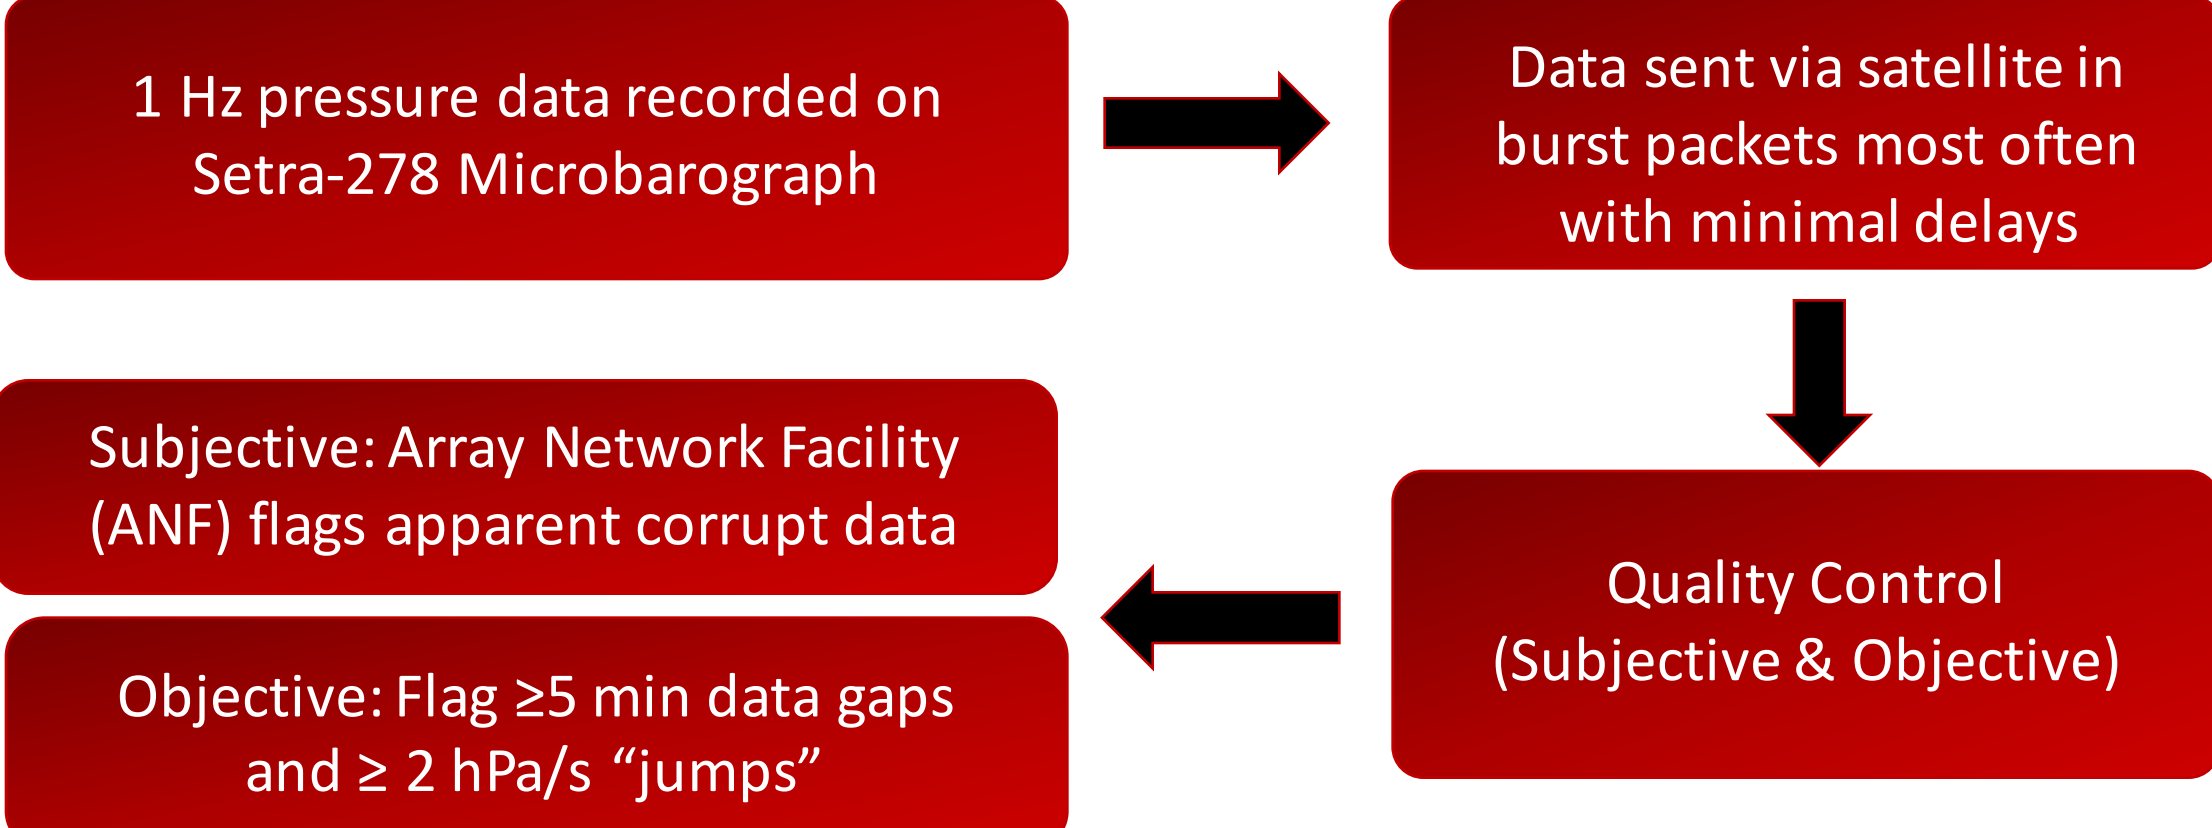 1 Hz pressure data recorded on
Setra-278 Microbarograph
Data sent via satellite in
burst packets most often
with minimal delays
Quality Control
(Subjective & Objective)
Subjective: Array Network Facility
(ANF) flags apparent corrupt data
Objective: Flag ≥5 min data gaps
and ≥ 2 hPa/s “jumps”